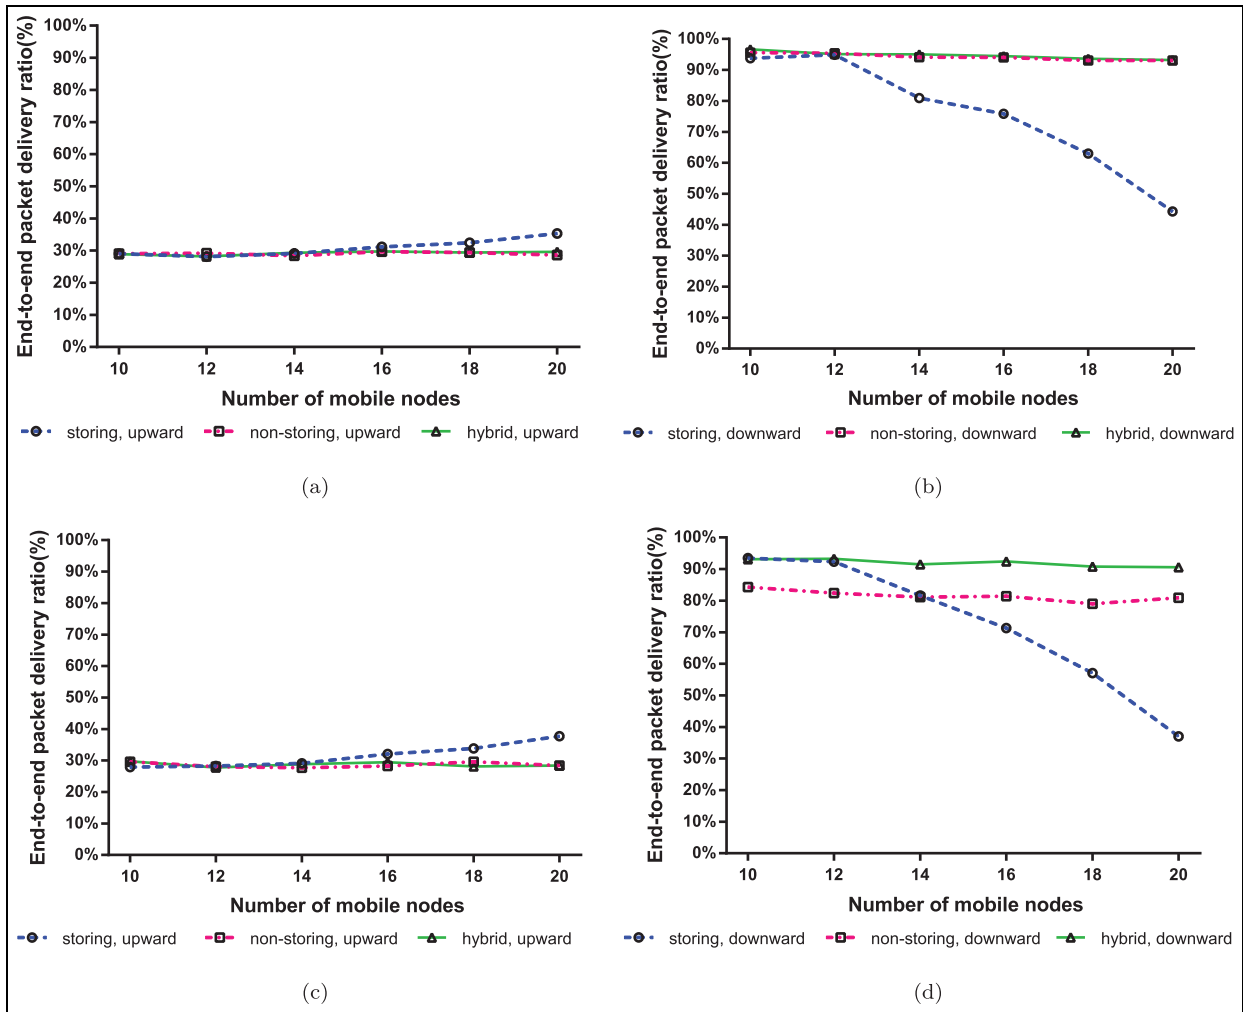 End-to-end packet delivery ratio(%)
100%
90%
80%
70%
60%
50%
40%
30%
20%
10%
0%
10 12 14 16 18 20
Number of mobile nodes
storing, upward non-storing, upward hybrid, upward
(a)
End-to-end packet delivery ratio(%)
100%
90%
80%
70%
60%
50%
40%
30%
20%
10%
0%
10 12 14 16 18 20
Number of mobile nodes
storing, downward non-storing, downward hybrid, downward
(b)
End-to-end packet delivery ratio(%)
100%
90%
80%
70%
60%
50%
40%
30%
20%
10%
0%
10 12 14 16 18 20
Number of mobile nodes
storing, upward non-storing, upward hybrid, upward
(c)
End-to-end packet delivery ratio(%)
100%
90%
80%
70%
60%
50%
40%
30%
20%
10%
0%
10 12 14 16 18 20
Number of mobile nodes
storing, downward non-storing, downward hybrid, downward
(d)